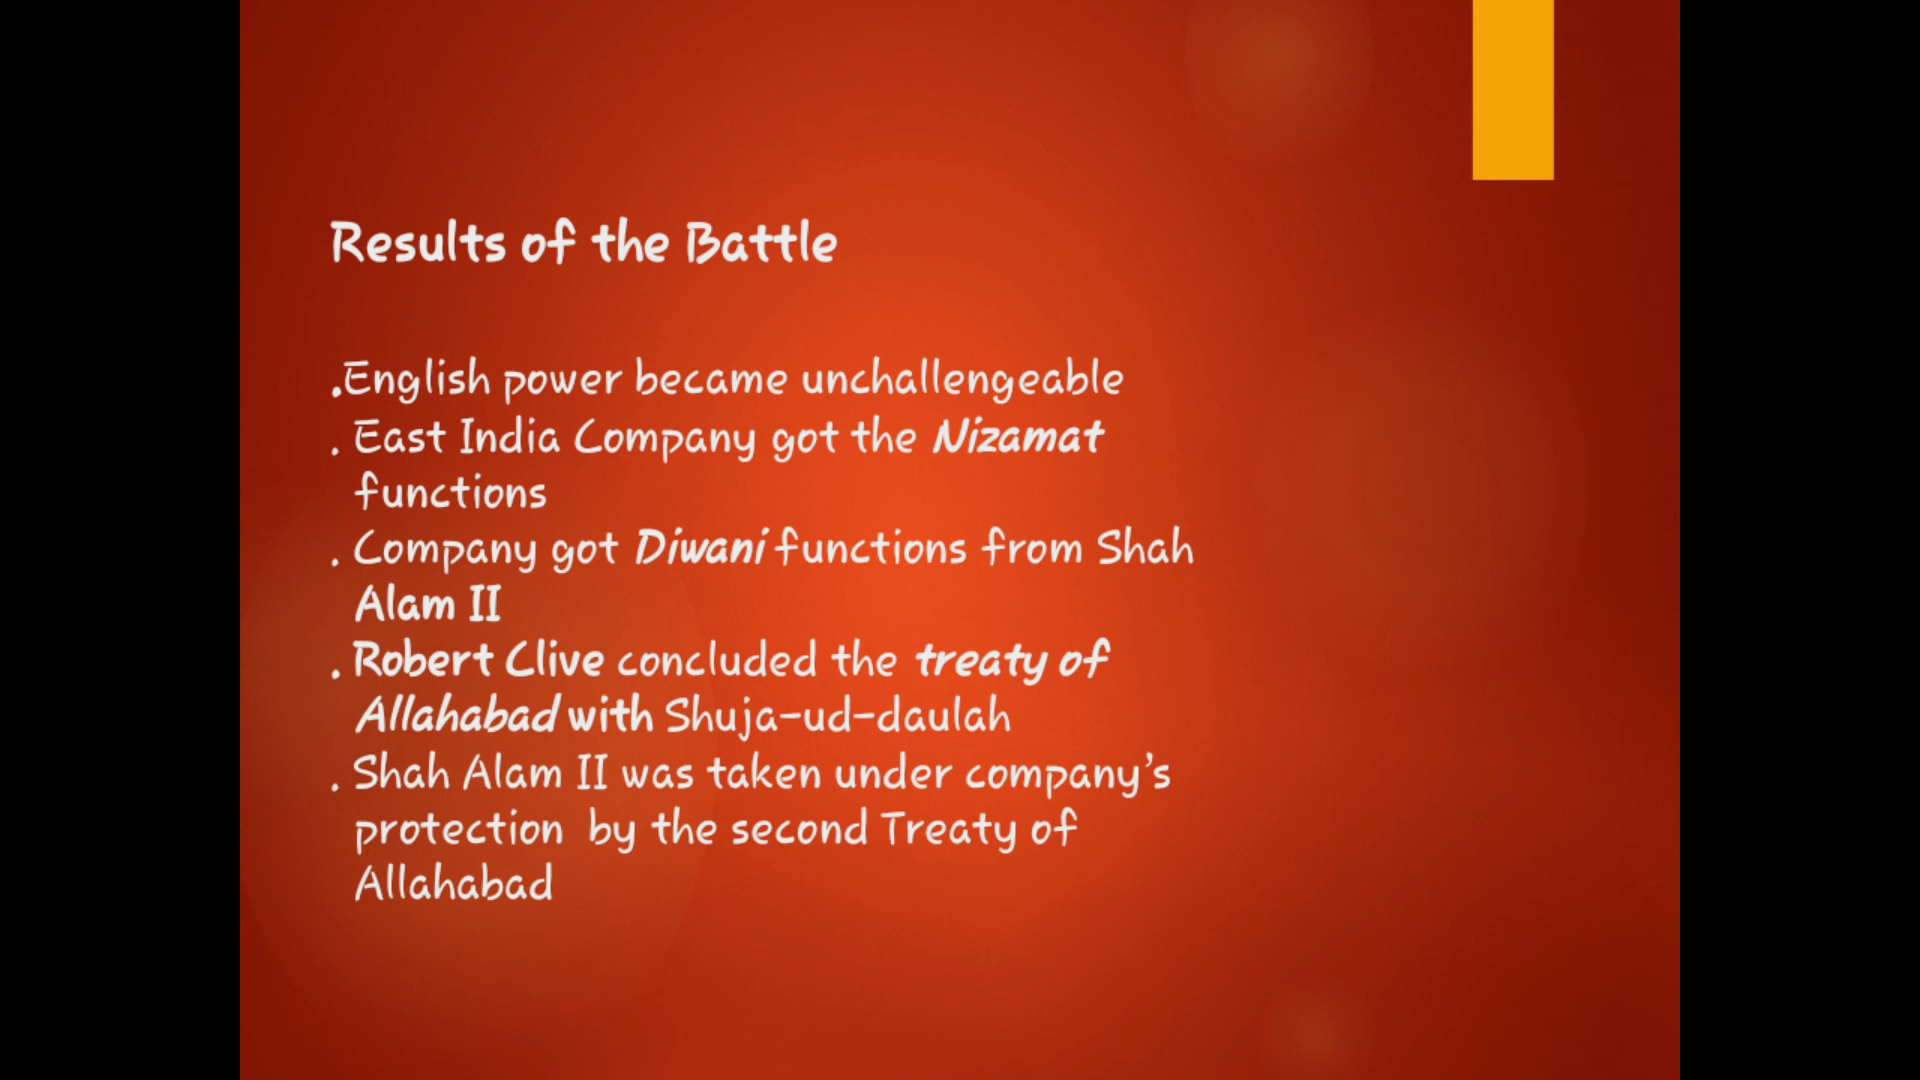 Results of the Battle
.English power became unchallengeable
. East India Company got the Nizamat
functions
. Company got Diwani functions from Shah
Alam II
. Robert Clive concluded the treaty of
Allahabad with Shuja-ud-daulah
. Shah Alam II was taken under company's
protection  by the second Treaty of
Allahabad